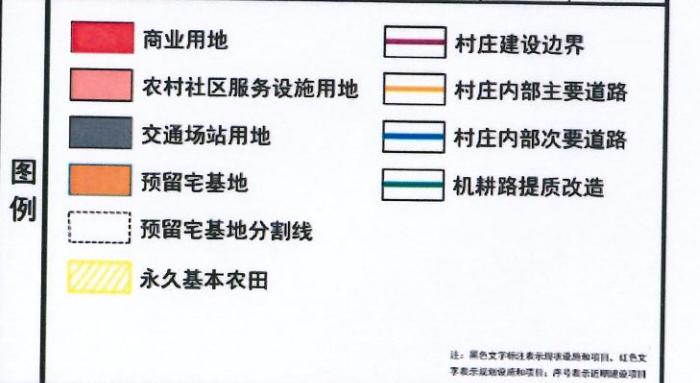 图例
商业用地
农村社区服务设施用地
交通场站用地
预留宅基地
预留宅基地分割线
永久基本农田
村庄建设边界
村庄内部主要道路
村庄内部次要道路
机耕路提质改造
注：黑色文字标注表示现状设施和项目，红色文
字表示规划设施和项目；序号表示近期建设项目